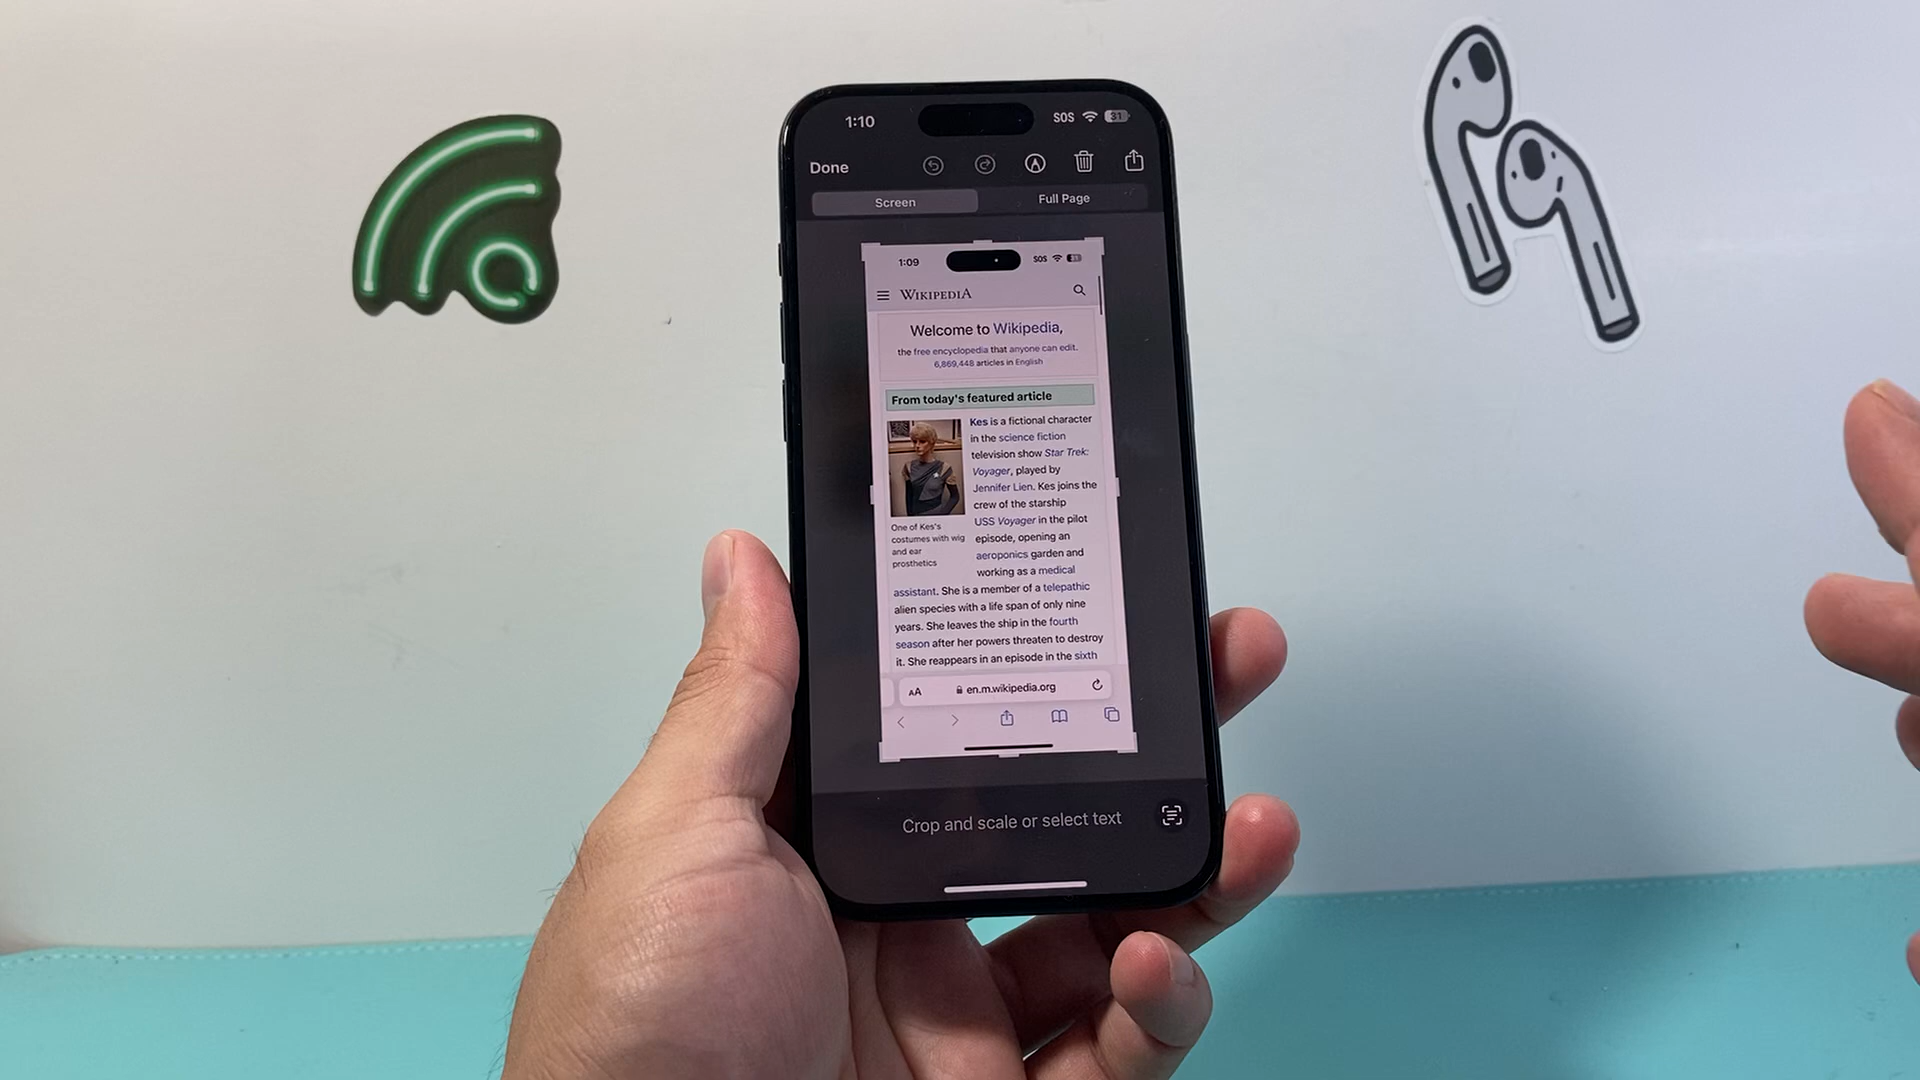 1:10 SOS 31
Done
Screen Full Page
1:09 SOS 31
WIKIPEDIA
Welcome to Wikipedia,
the free encyclopedia that anyone can edit.
6,869,448 articles in English
From today's featured article
Kes is a fictional character
in the science fiction
television show Star Trek:
Voyager, played by
Jennifer Lien. Kes joins the
crew of the starship
USS Voyager in the pilot
episode, opening an
aeroponics garden and
working as a medical
One of Kes's
costumes with wig
and ear
prosthetics
assistant. She is a member of a telepathic
alien species with a life span of only nine
years. She leaves the ship in the fourth
season after her powers threaten to destroy
it. She reappears in an episode in the sixth
AA en.m.wikipedia.org
Crop and scale or select text